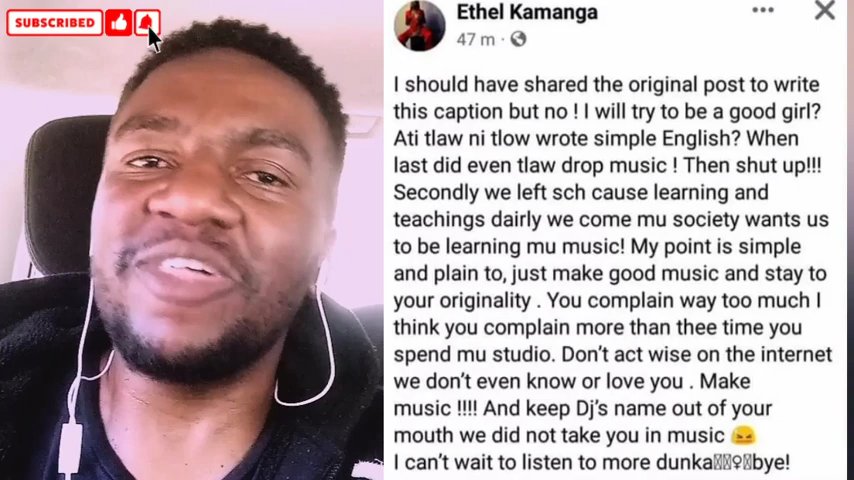 SUBSCRIBED
Ethel Kamanga
47 m
I should have shared the original post to write
this caption but no ! I will try to be a good girl?
Ati tlaw ni tlow wrote simple English? When
last did even tlaw drop music ! Then shut up!!!
Secondly we left sch cause learning and
teachings dairly we come mu society wants us
to be learning mu music! My point is simple
and plain to, just make good music and stay to
your originality . You complain way too much I
think you complain more than thee time you
spend mu studio. Don't act wise on the internet
we don't even know or love you . Make
music !!!! And keep Dj's name out of your
mouth we did not take you in music 😡
I can't wait to listen to more dunka♀bye!